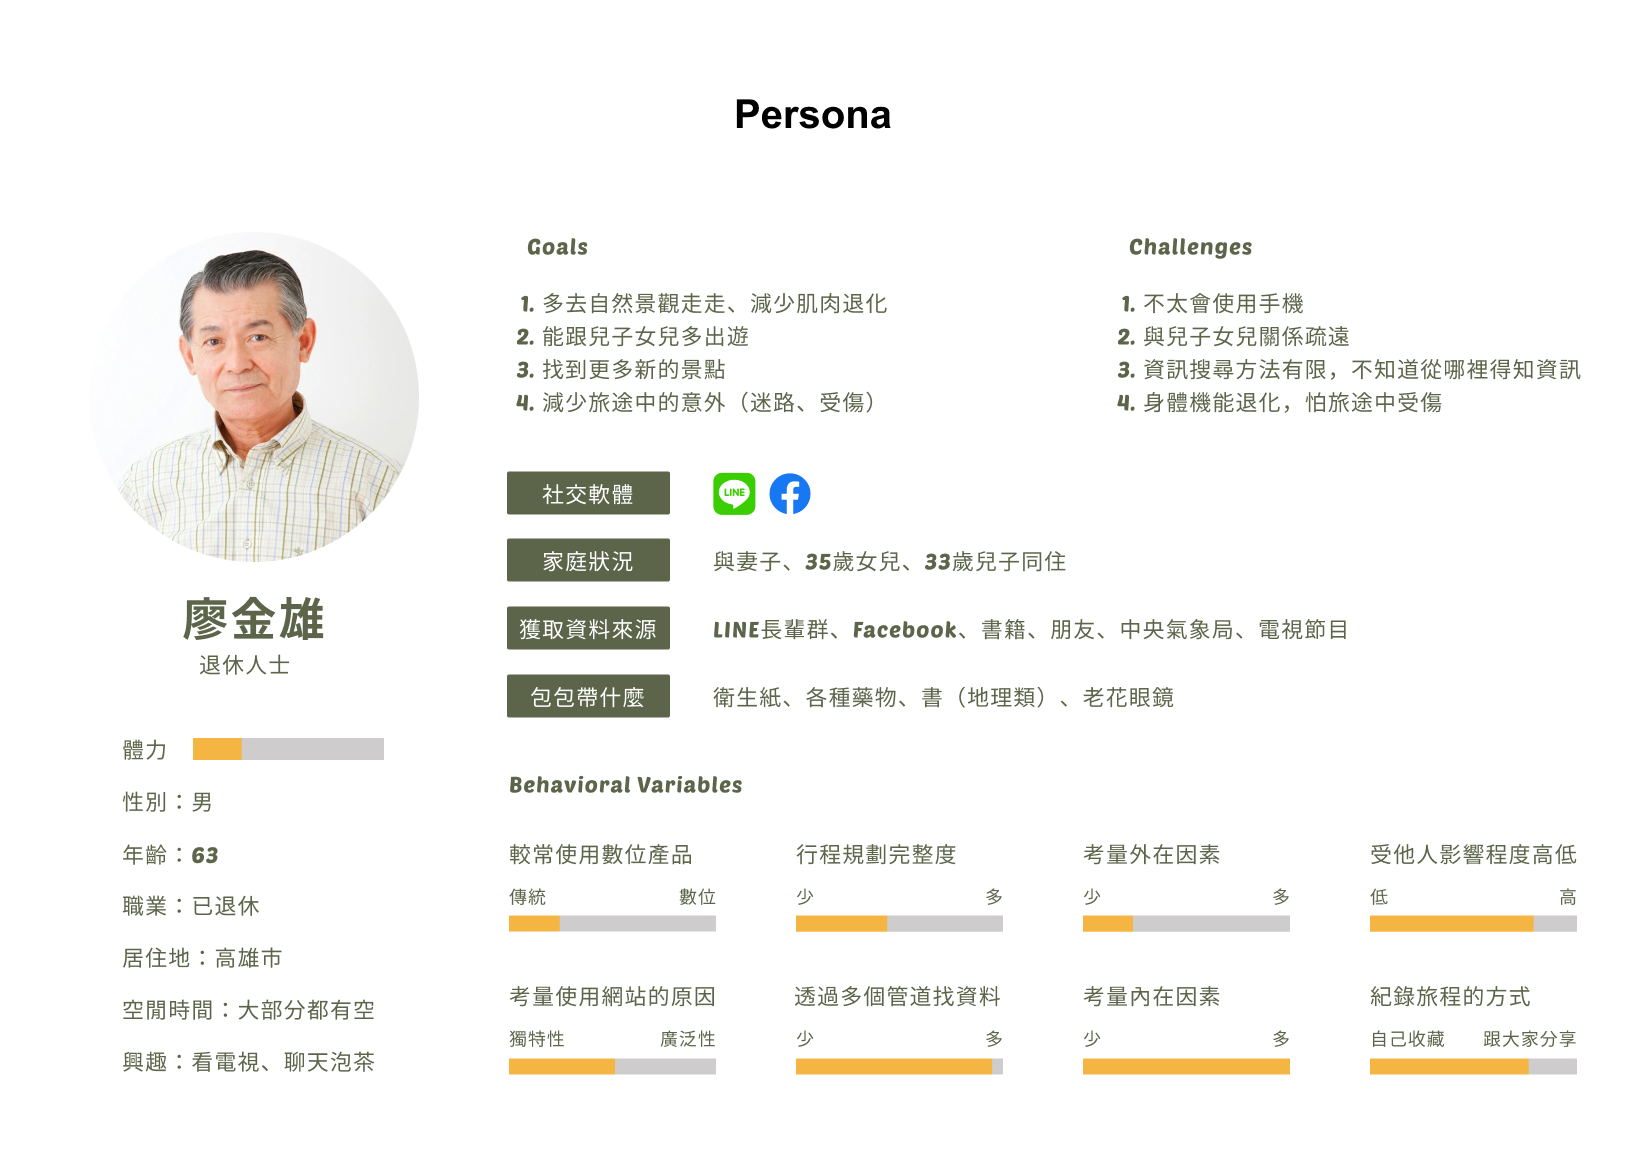 Persona
廖金雄
退休人士
體力
性別：男
年齡：63
職業：已退休
居住地：高雄市
空閒時間：大部分都有空
興趣：看電視、聊天泡茶
Goals
1. 多去自然景觀走走、減少肌肉退化
2. 能跟兒子女兒多出遊
3. 找到更多新的景點
4. 減少旅途中的意外（迷路、受傷）
Challenges
1. 不太會使用手機
2. 與兒子女兒關係疏遠
3. 資訊搜尋方法有限，不知道從哪裡得知資訊
4. 身體機能退化，怕旅途中受傷
社交軟體
LINE
家庭狀況
與妻子、35歲女兒、33歲兒子同住
獲取資料來源
LINE長輩群、Facebook、書籍、朋友、中央氣象局、電視節目
包包帶什麼
衛生紙、各種藥物、書（地理類）、老花眼鏡
Behavioral Variables
較常使用數位產品
傳統 數位
行程規劃完整度
少 多
考量外在因素
少 多
受他人影響程度高低
低 高
考量使用網站的原因
獨特性 廣泛性
透過多個管道找資料
少 多
考量內在因素
少 多
紀錄旅程的方式
自己收藏 跟大家分享